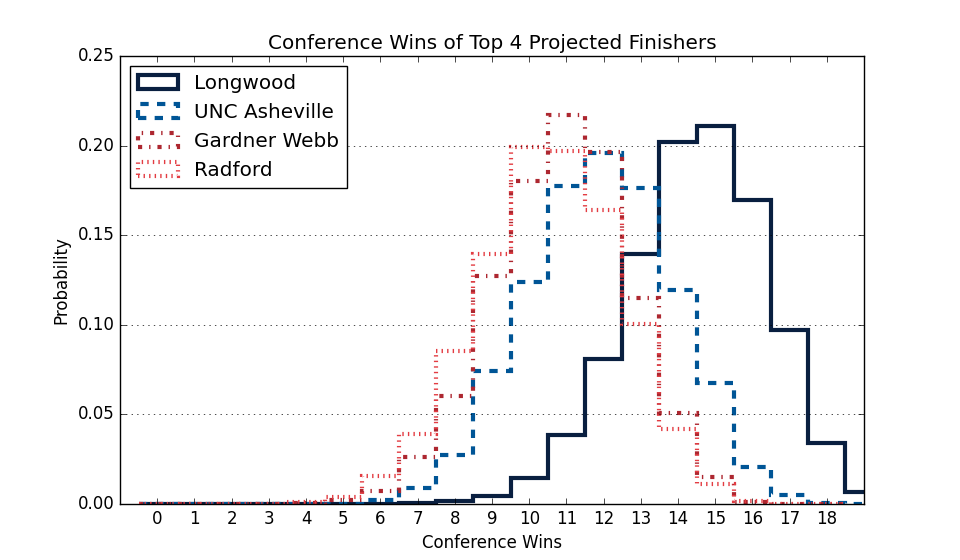 Conference Wins of Top 4 Projected Finishers
0.25
0.20
0.15
0.10
0.05
0.00
Probability
Longwood
UNC Asheville
Gardner Webb
Radford
0 1 2 3 4 5 6 7 8 9 10 11 12 13 14 15 16 17 18
Conference Wins